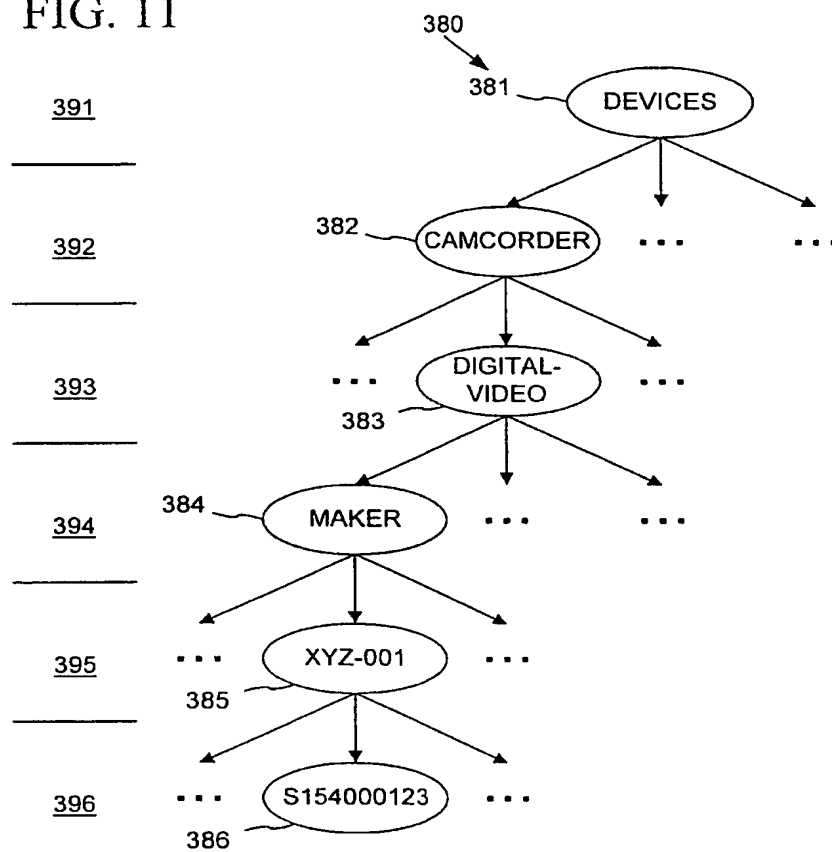 FIG. 11
380
391
381
DEVICES
392
382
CAMCORDER
... ...
393
...
DIGITAL-
VIDEO
...
383
394
384
MAKER
... ...
395
...
XYZ-001
...
385
396
...
S154000123
...
386